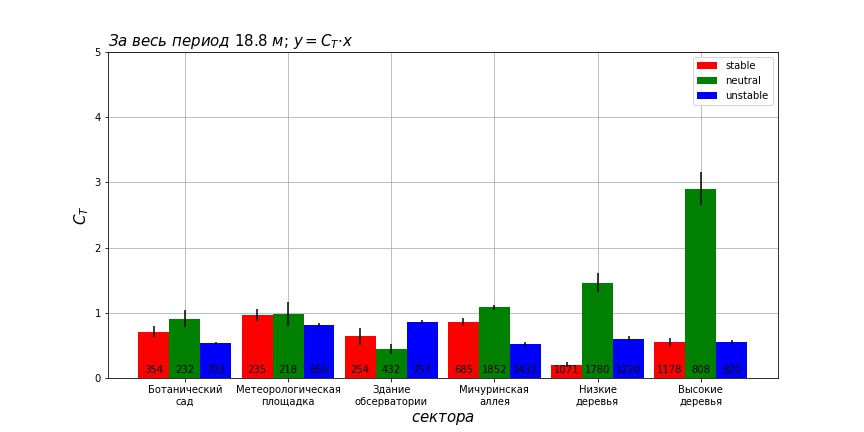 За весь период 18.8 м; y = C_T·x
5
4
3
2
1
0
C_T
stable
neutral
unstable
354 232 703 235 218 650 254 432 757 685 1852 1431 1071 1780 1220 1178 808 820
Ботанический сад
Метеорологическая площадка
Здание обсерватории
Мичуринская аллея
Низкие деревья
Высокие деревья
сектора